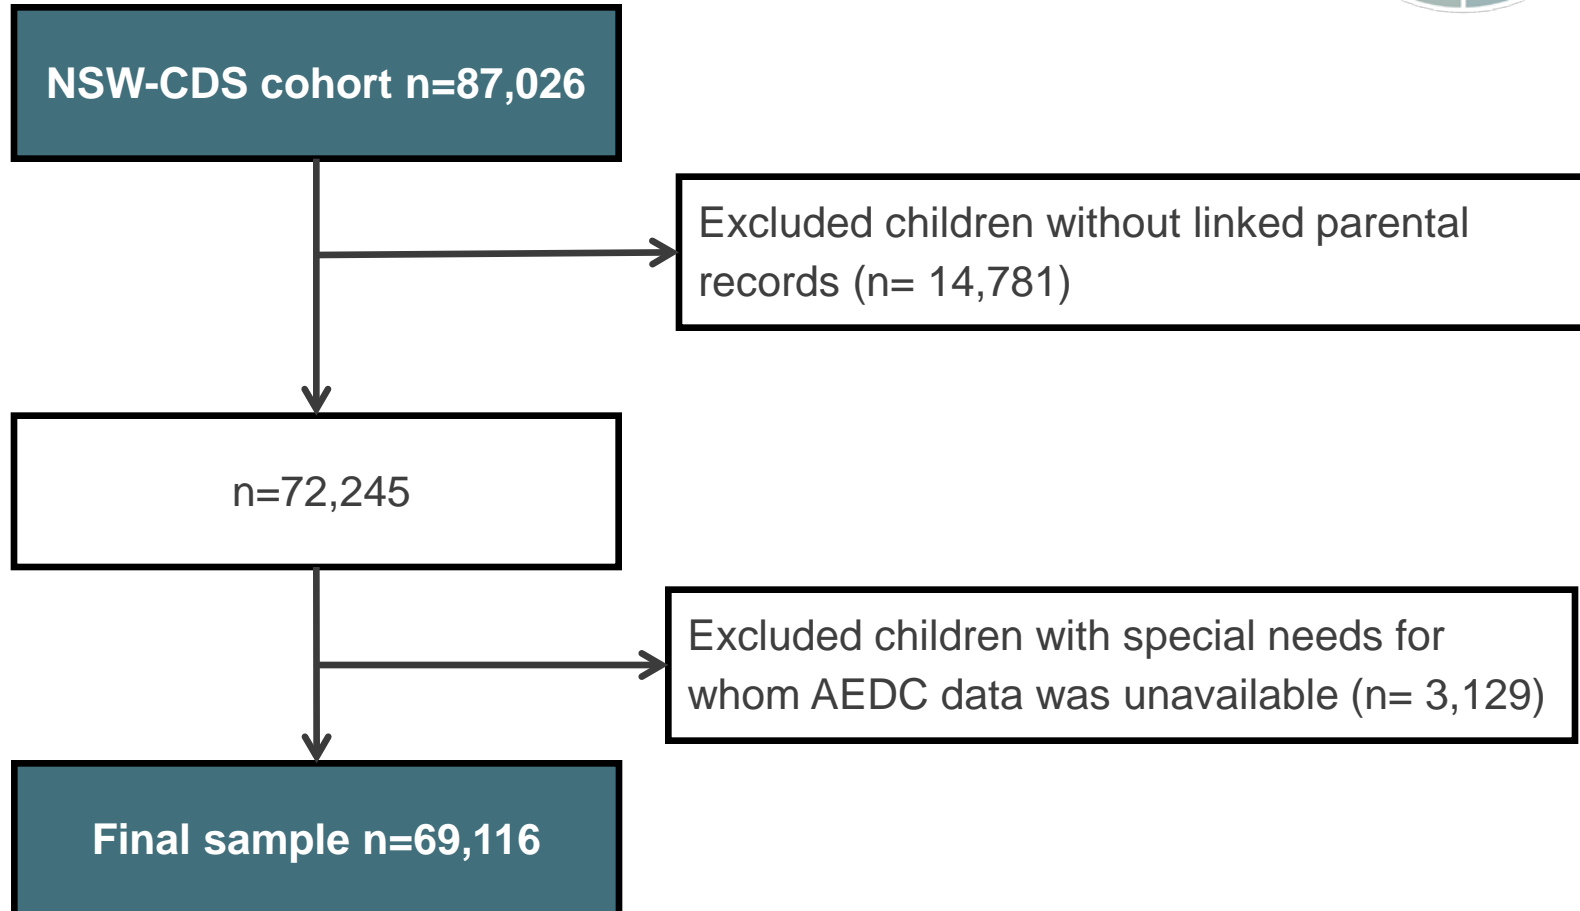 NSW-CDS cohort n=87,026
Excluded children without linked parental
records (n= 14,781)
n=72,245
Excluded children with special needs for
whom AEDC data was unavailable (n= 3,129)
Final sample n=69,116